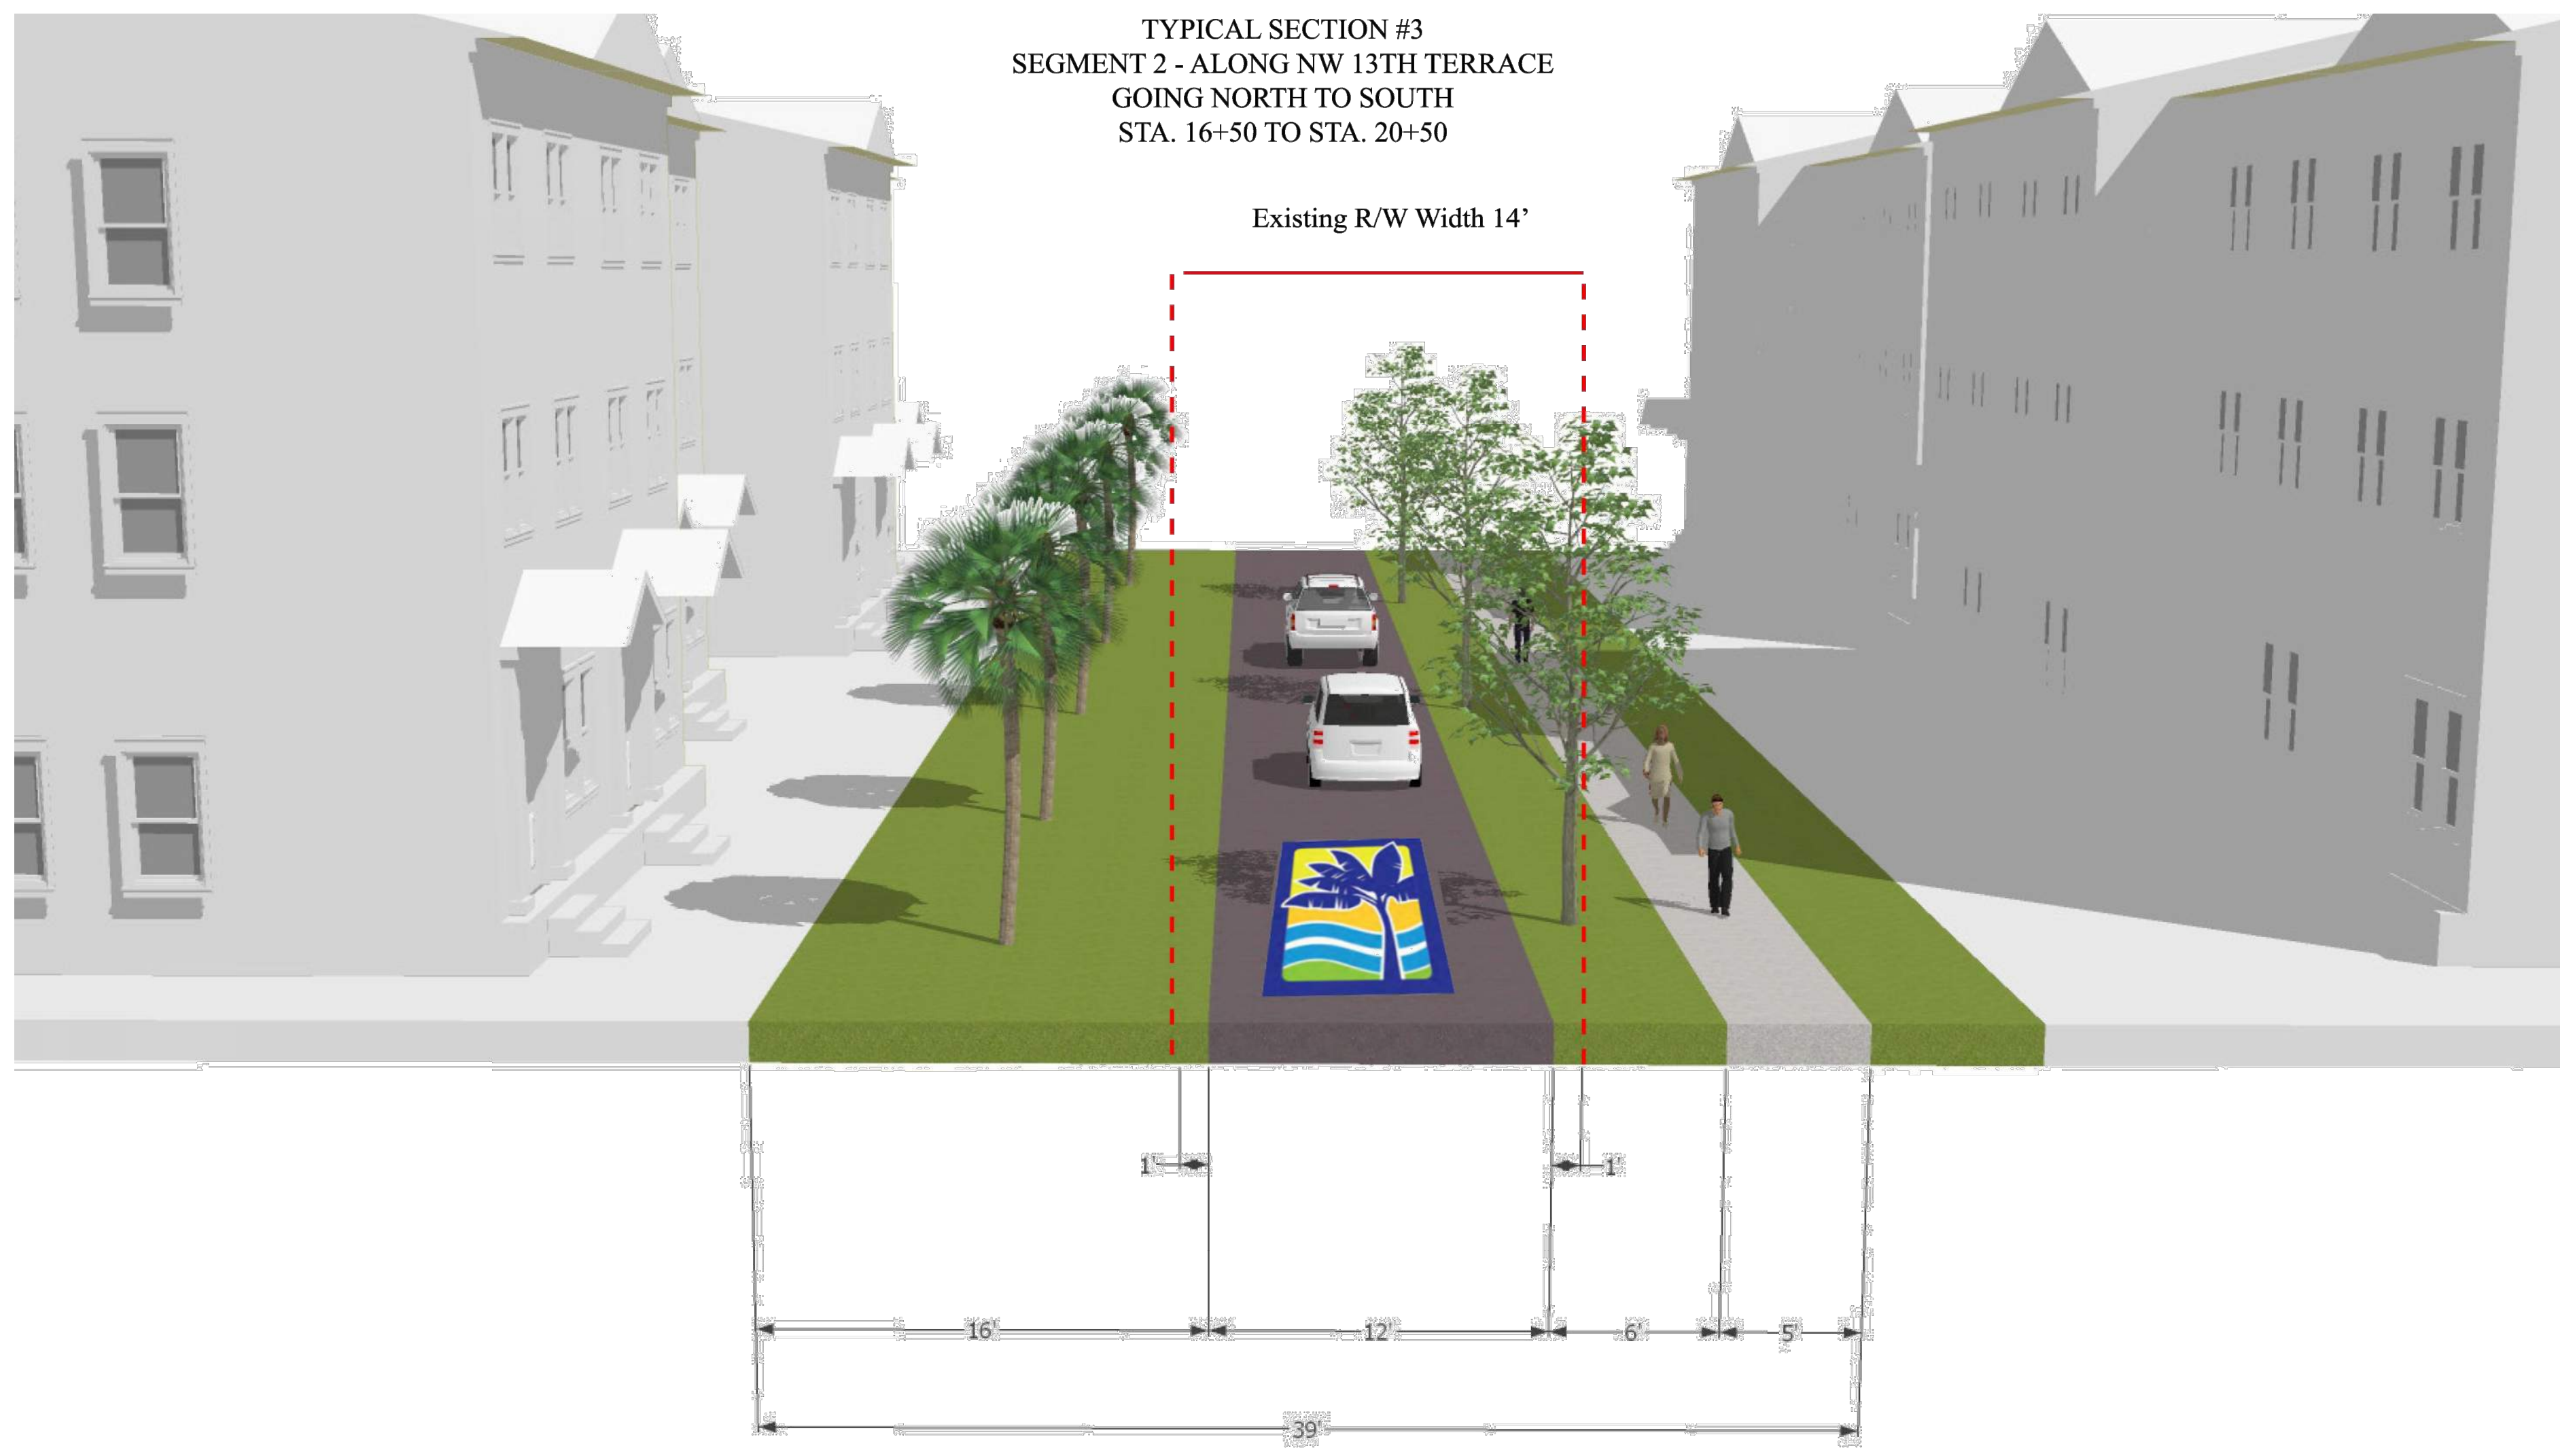 TYPICAL SECTION #3
SEGMENT 2 - ALONG NW 13TH TERRACE
GOING NORTH TO SOUTH
STA. 16+50 TO STA. 20+50
Existing R/W Width 14’
1' 1'
16' 12' 6' 5'
39'